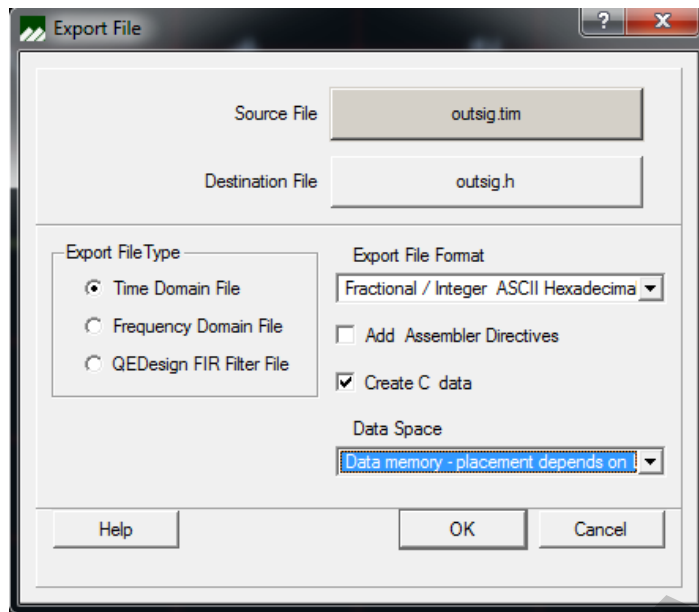 Export File
Source File outsig.tim
Destination File outsig.h
Export FileType
Time Domain File
Frequency Domain File
QEDesign FIR Filter File
Export File Format
Fractional / Integer ASCII Hexadecima
Add Assembler Directives
Create C data
Data Space
Data memory - placement depends on
Help OK Cancel